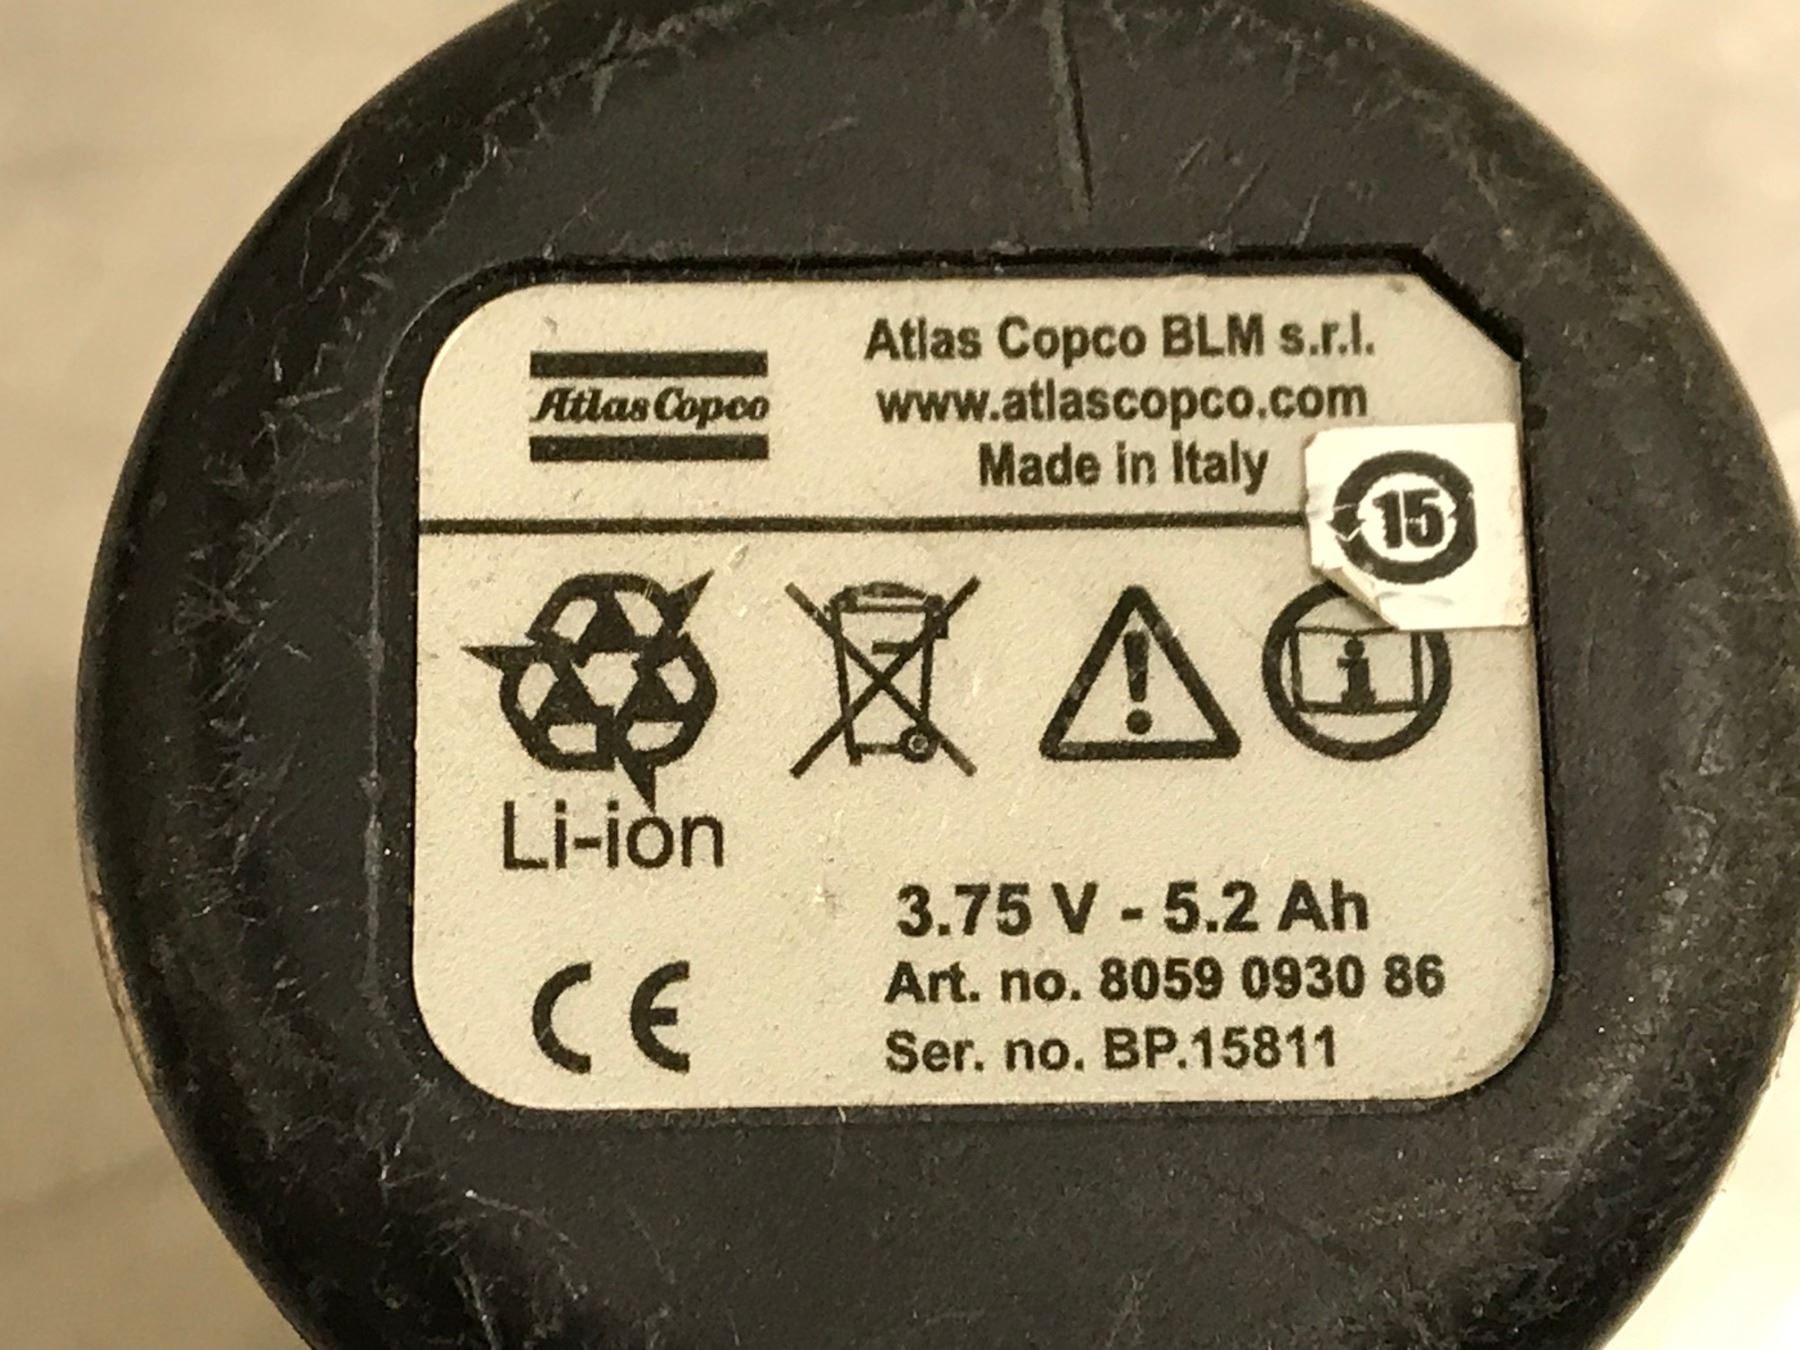 Atlas Copco
Atlas Copco BLM s.r.l.
www.atlascopco.com
Made in Italy
15
Li-ion
3.75 V - 5.2 Ah
Art. no. 8059 0930 86
Ser. no. BP.15811
CE